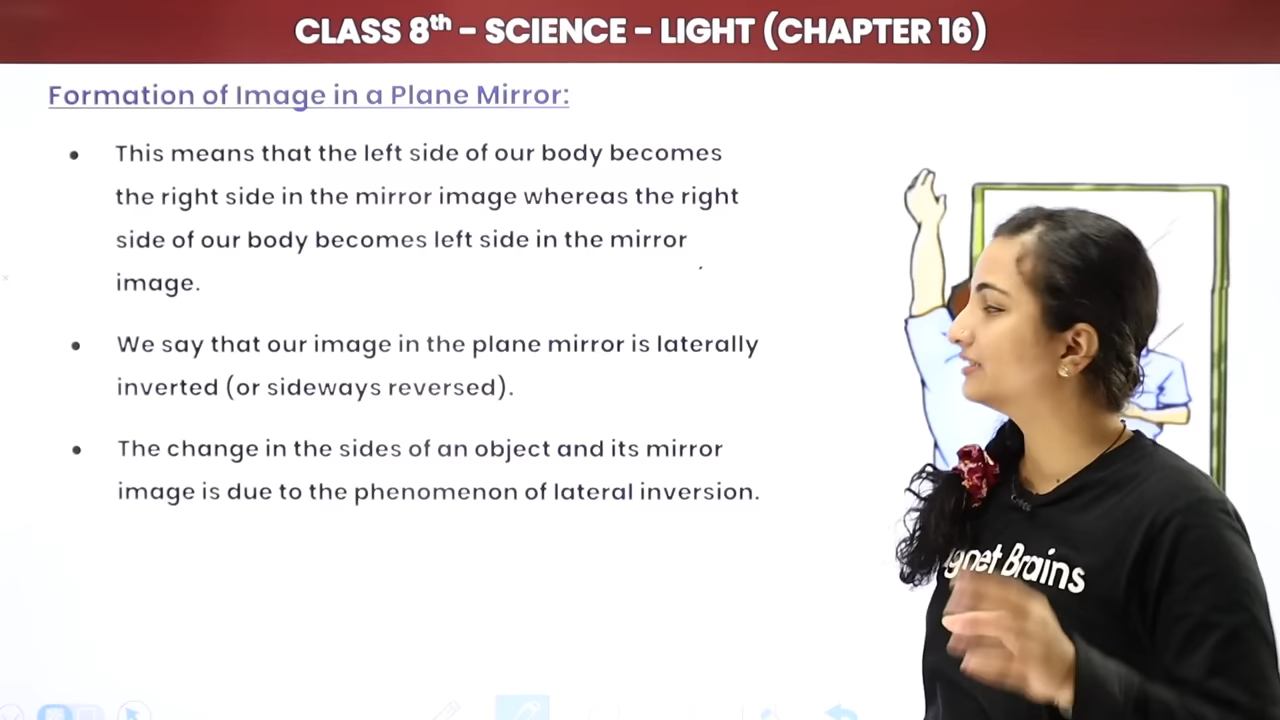 CLASS 8th - SCIENCE - LIGHT (CHAPTER 16)
Formation of Image in a Plane Mirror:
• This means that the left side of our body becomes
the right side in the mirror image whereas the right
side of our body becomes left side in the mirror
image.
• We say that our image in the plane mirror is laterally
inverted (or sideways reversed).
• The change in the sides of an object and its mirror
image is due to the phenomenon of lateral inversion.
Brains